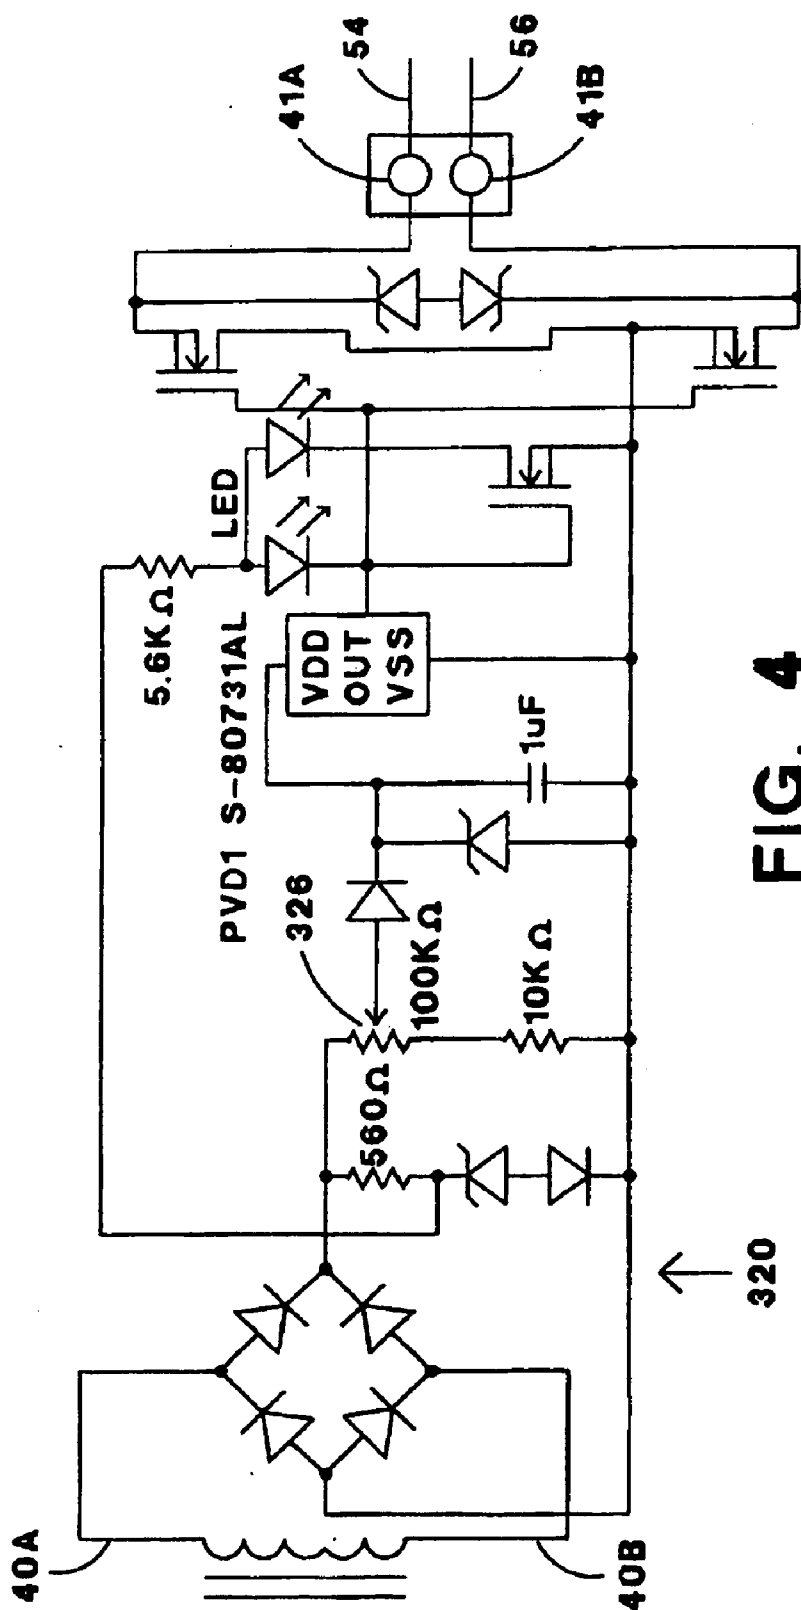 40A
40B
560Ω
326
100KΩ
10KΩ
5.6KΩ
PVD1 S-80731AL
LED
VDD
OUT
VSS
1uF
41A
54
56
41B
320
FIG. 4